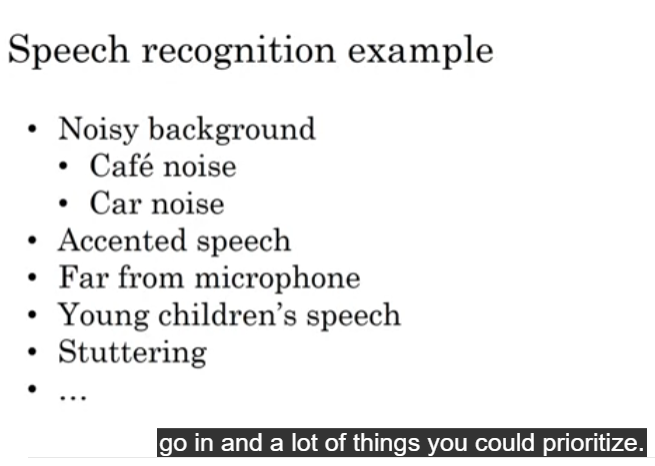 Speech recognition example
• Noisy background
• Café noise
• Car noise
• Accented speech
• Far from microphone
• Young children’s speech
• Stuttering
• …
go in and a lot of things you could prioritize.